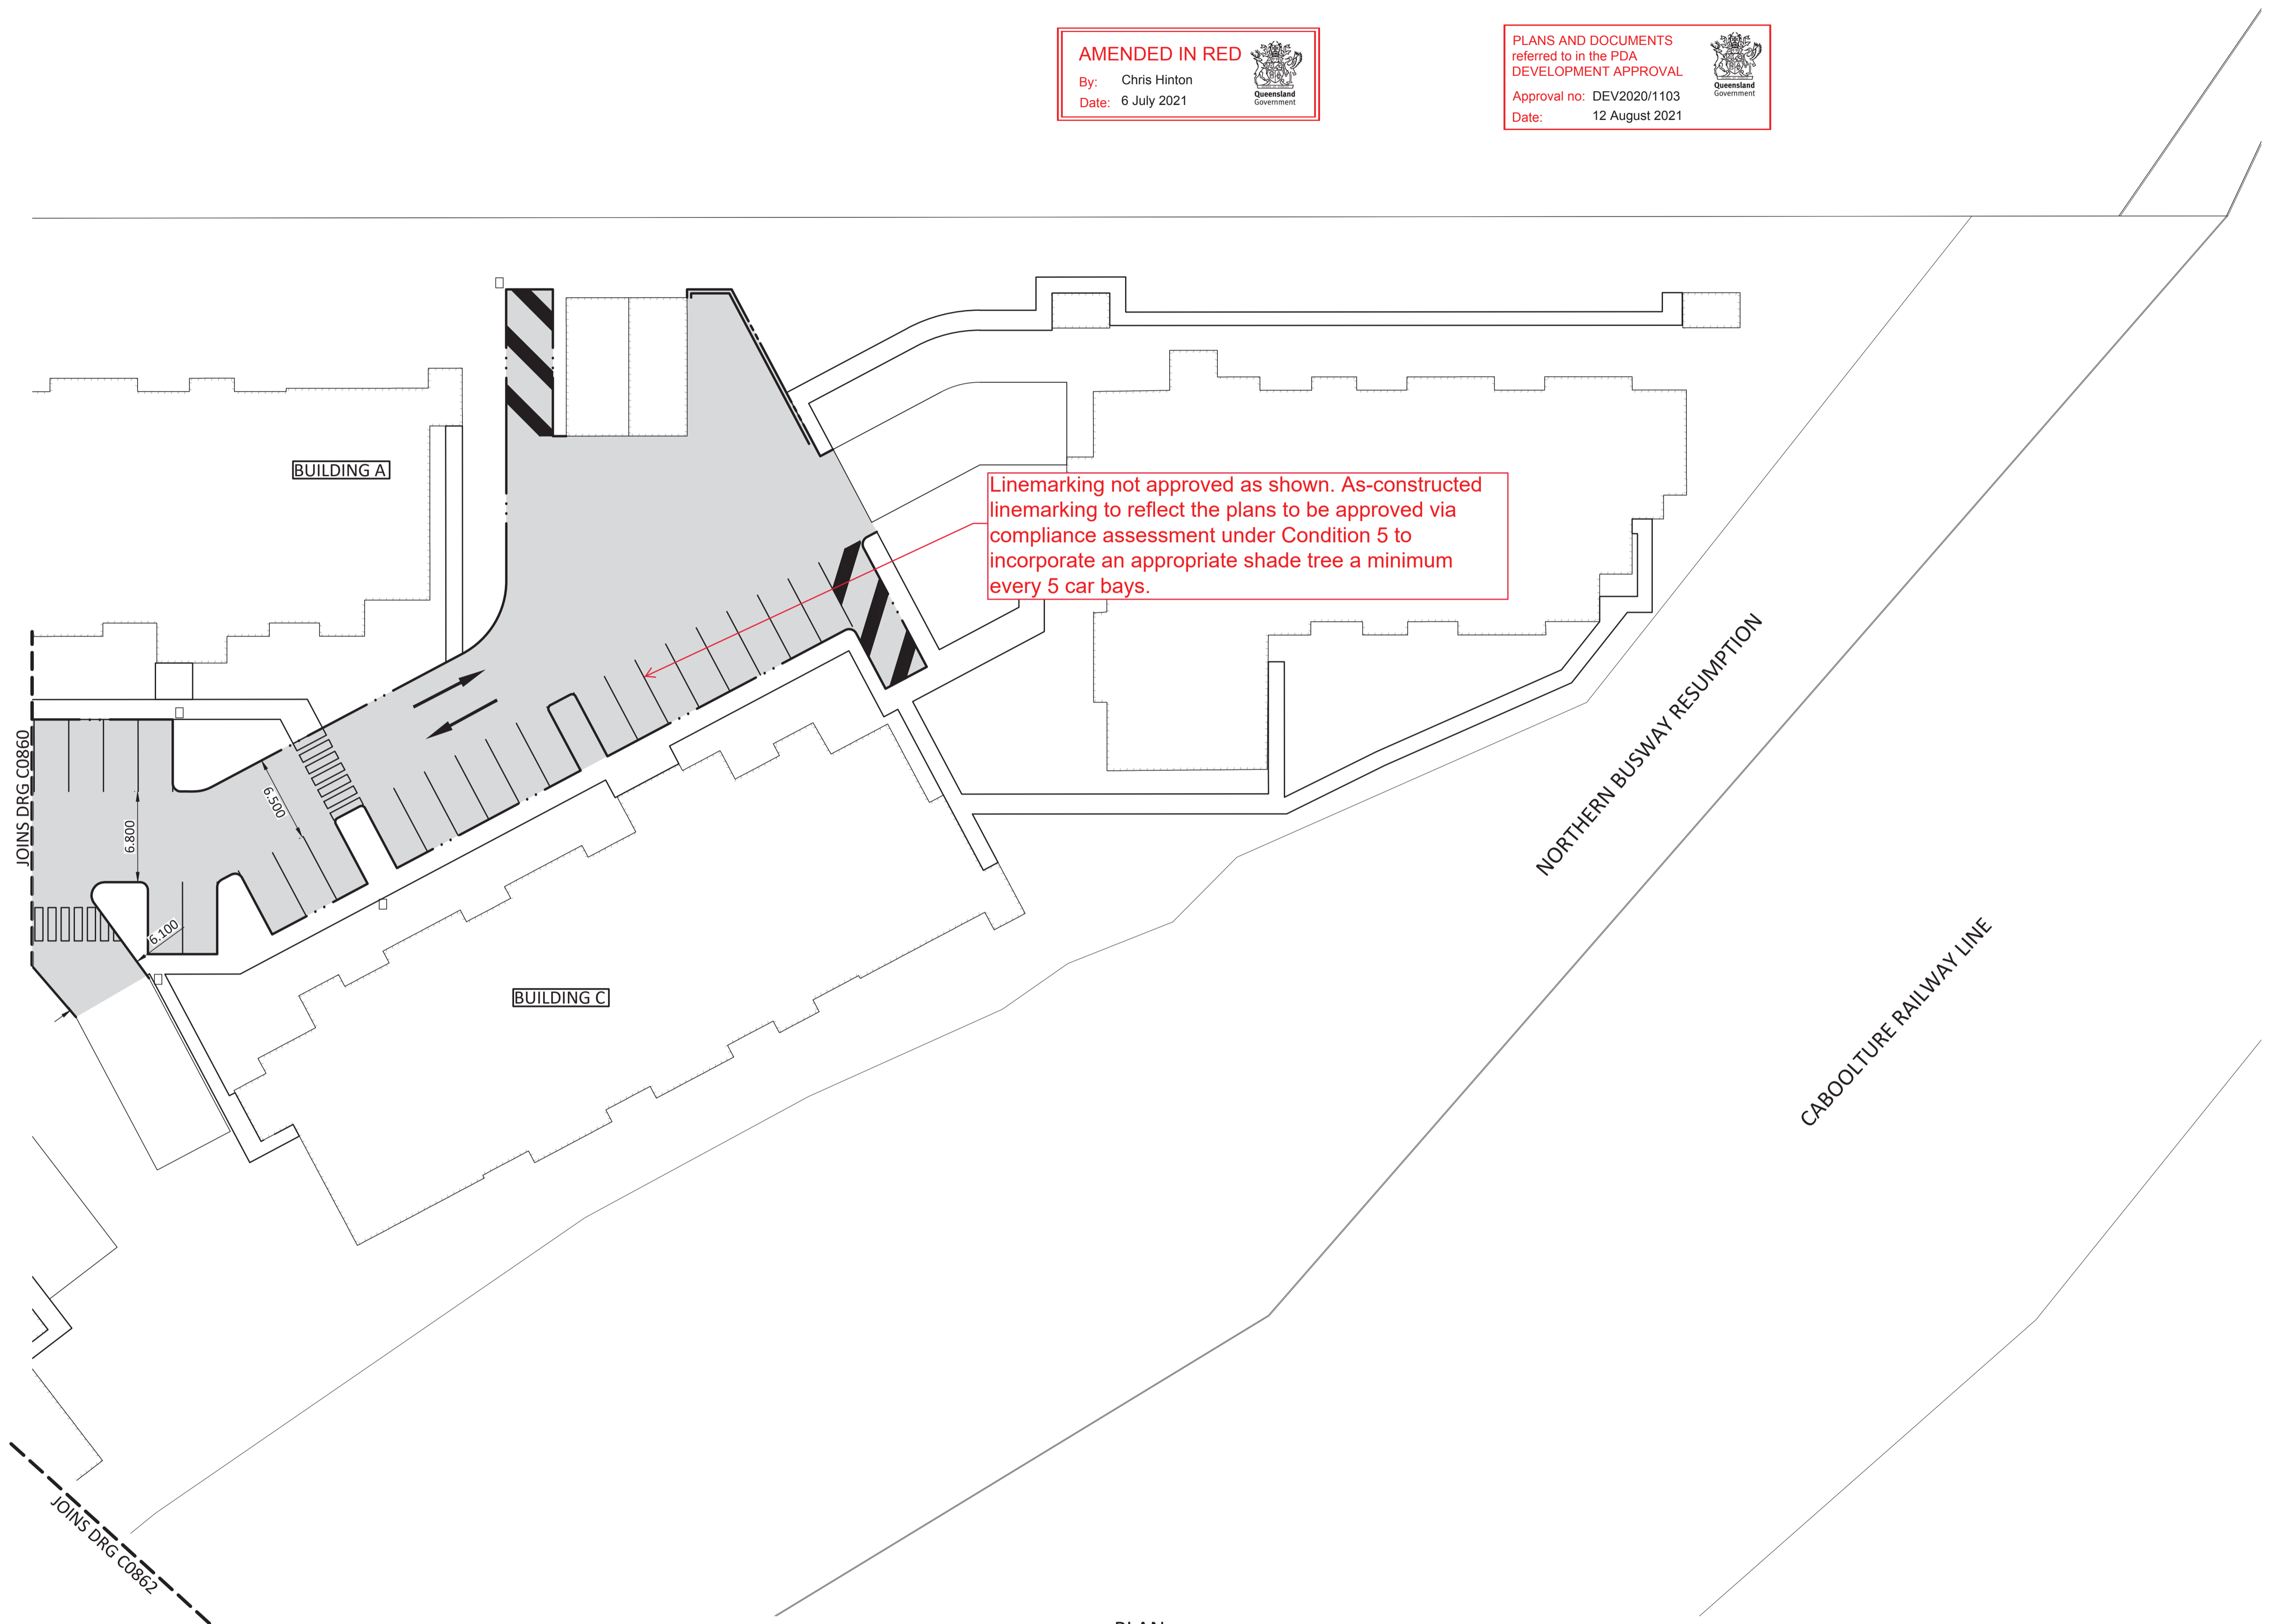 AMENDED IN RED
By: Chris Hinton
Date: 6 July 2021
Queensland
Government
PLANS AND DOCUMENTS
referred to in the PDA
DEVELOPMENT APPROVAL
Approval no: DEV2020/1103
Date: 12 August 2021
Queensland
Government
BUILDING A
Linemarking not approved as shown. As-constructed
linemarking to reflect the plans to be approved via
compliance assessment under Condition 5 to
incorporate an appropriate shade tree a minimum
every 5 car bays.
JOINS DRG C0860
6.500
6.800
6.100
NORTHERN BUSWAY RESUMPTION
CABOOLTURE RAILWAY LINE
BUILDING C
JOINS DRG C0862
PLAN